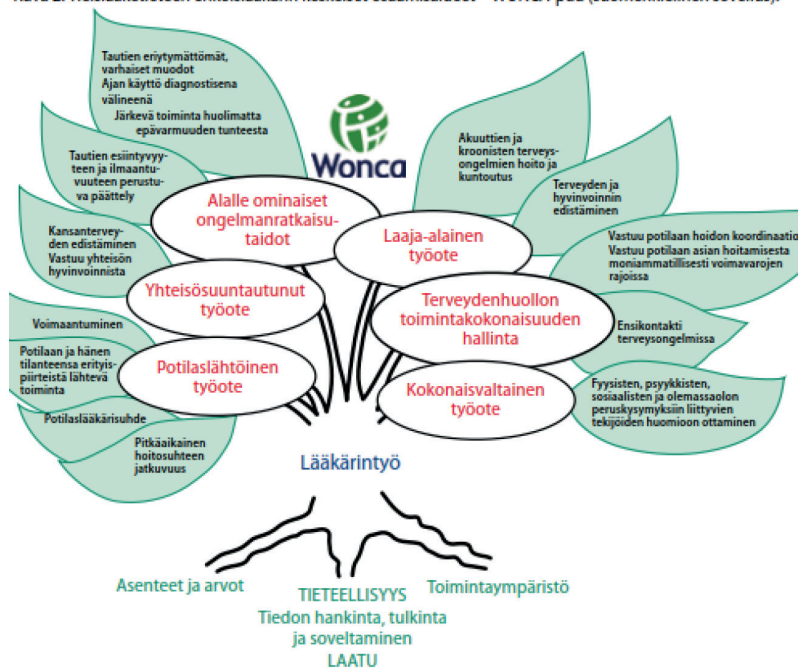 Tautien eriytymättömät,
varhaiset muodot
Ajan käyttö diagnostisena
välineenä
Järkevä toiminta huolimatta
epävarmuuden tunteesta
Tautien esiintyvyy-
teen ja ilmaantu-
vuuteen perustu-
va päättely
Kansantervey-
den edistäminen
Vastuu yhteisön
hyvinvoinnista
Voimaantuminen
Potilaan ja hänen
tilanteensa erityis-
piirteistä lähtevä
toiminta
Potilaslääkärisuhde
Pitkäaikainen
hoitosuhteen
jatkuvuus
Wonca
Alalle ominaiset
ongelmanratkaisu-
taidot
Yhteisösuuntautunut
työote
Potilaslähtöinen
työote
Laaja-alainen
työote
Terveydenhuollon
toimintakokonaisuuden
hallinta
Kokonaisvaltainen
työote
Akuuttien ja
kroonisten terveys-
ongelmien hoito ja
kuntoutus
Terveyden ja
hyvinvoinnin
edistäminen
Vastuu potilaan hoidon koordinaatio
Vastuu potilaan asian hoitamisesta
moniammatillisesti voimavarojen
rajoissa
Ensikontakti
terveysongelmissa
Fyysisten, psyykkisten,
sosiaalisten ja olemassaolon
peruskysymyksiin liittyvien
tekijöiden huomioon ottaminen
Lääkärintyö
Asenteet ja arvot
TIETEELLISYYS
Tiedon hankinta, tulkinta
ja soveltaminen
LAATU
Toimintaympäristö